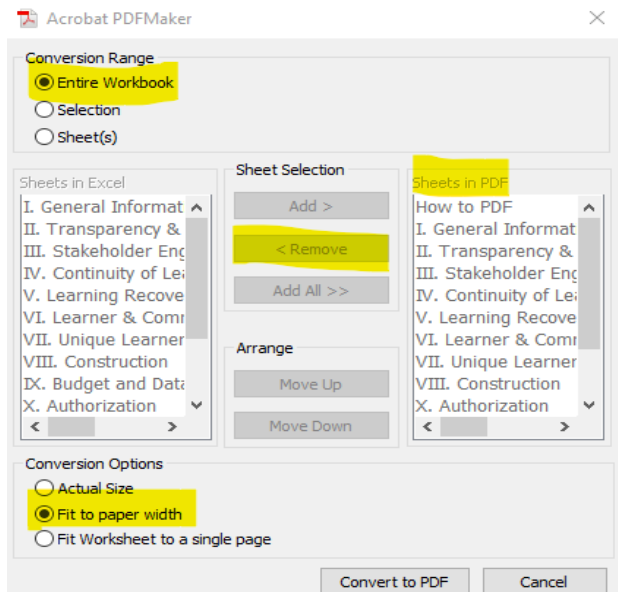 Acrobat PDFMaker
Conversion Range
Entire Workbook
Selection
Sheet(s)
Sheets in Excel
I. General Informat
II. Transparency &
III. Stakeholder Eng
IV. Continuity of Lea
V. Learning Recove
VI. Learner & Comm
VII. Unique Learner
VIII. Construction
IX. Budget and Data
X. Authorization
Sheet Selection
Add >
< Remove
Add All >>
Arrange
Move Up
Move Down
Sheets in PDF
How to PDF
I. General Informat
II. Transparency &
III. Stakeholder Eng
IV. Continuity of Lea
V. Learning Recove
VI. Learner & Comm
VII. Unique Learner
VIII. Construction
X. Authorization
Conversion Options
Actual Size
Fit to paper width
Fit Worksheet to a single page
Convert to PDF
Cancel